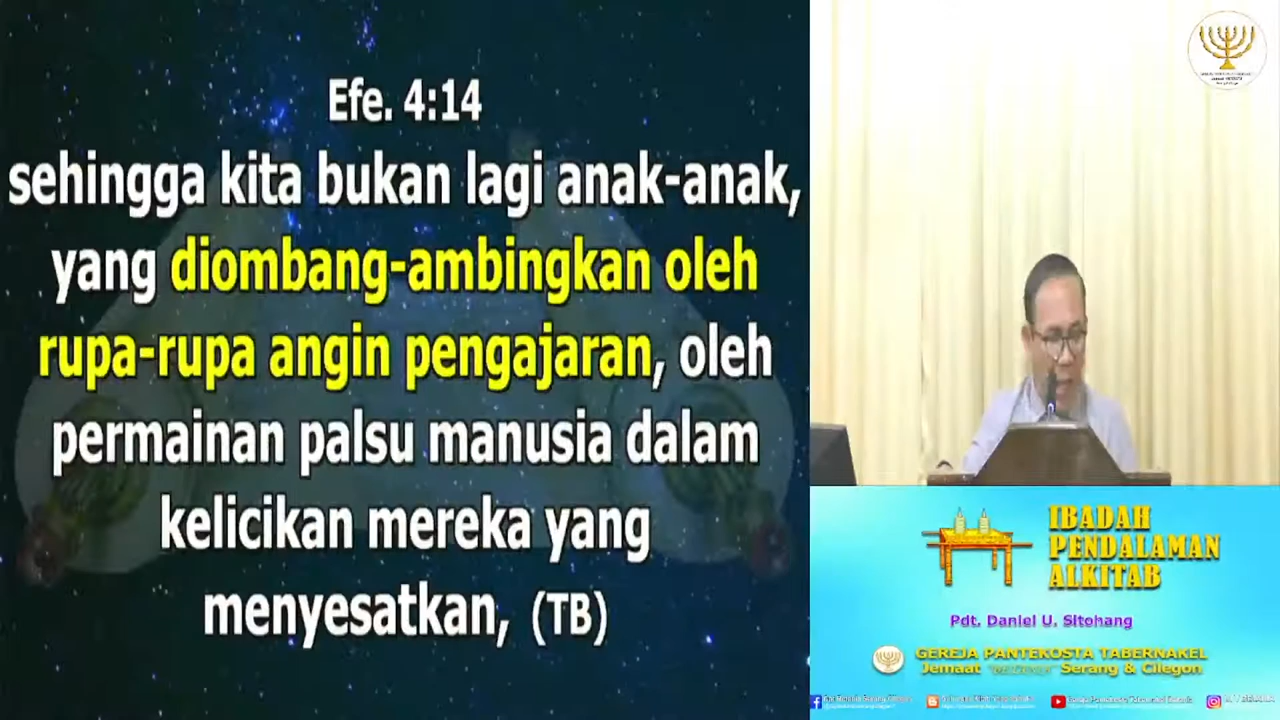 Efe. 4:14
sehingga kita bukan lagi anak-anak,
yang diombang-ambingkan oleh
rupa-rupa angin pengajaran, oleh
permainan palsu manusia dalam
kelicikan mereka yang
menyesatkan, (TB)
IBADAH
PENDALAMAN
ALKITAB
Pdt. Daniel U. Sitohang
GEREJA PANTEKOSTA TABERNAKEL
Jemaat Serang & Cilegon